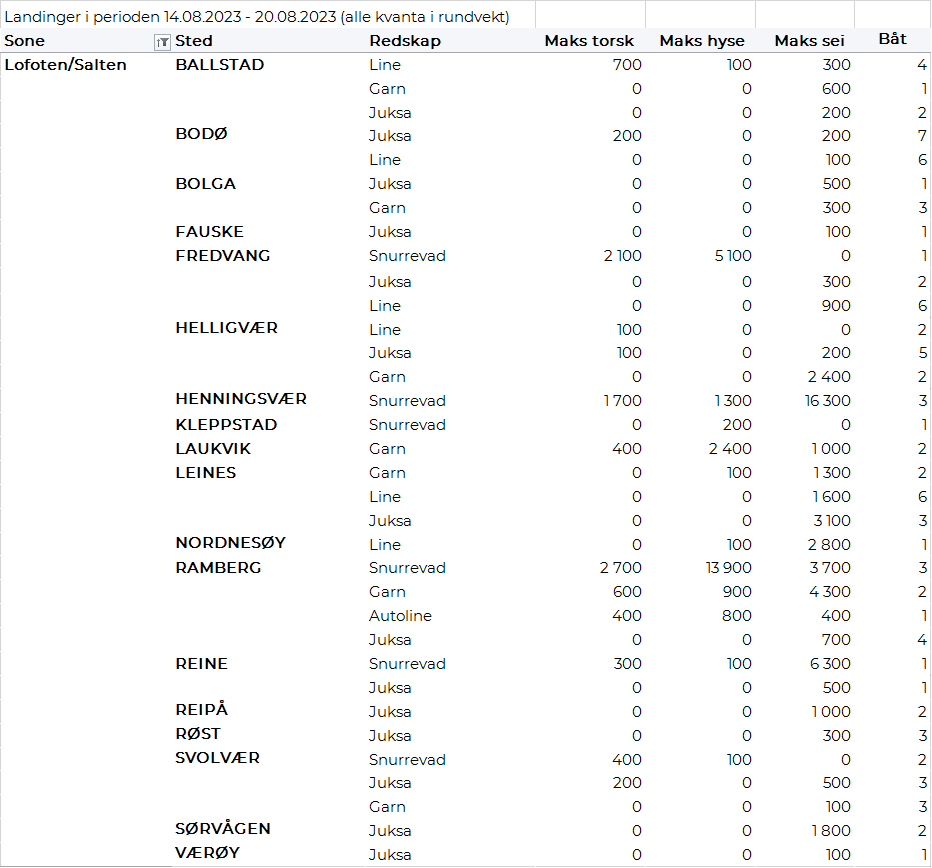 Landinger i perioden 14.08.2023 - 20.08.2023 (alle kvanta i rundvekt)
Sone Sted Redskap Maks torsk Maks hyse Maks sei Båt
Lofoten/Salten BALLSTAD Line 700 100 300 4
Garn 0 0 600 1
Juksa 0 0 200 2
BODØ Juksa 200 0 200 7
Line 0 0 100 6
BOLGA Juksa 0 0 500 1
Garn 0 0 300 3
FAUSKE Juksa 0 0 100 1
FREDVANG Snurrevad 2 100 5 100 0 1
Juksa 0 0 300 2
Line 0 0 900 6
HELLIGVÆR Line 100 0 0 2
Juksa 100 0 200 5
Garn 0 0 2 400 2
HENNINGSVÆR Snurrevad 1 700 1 300 16 300 3
KLEPPSTAD Snurrevad 0 200 0 1
LAUKVIK Garn 400 2 400 1 000 2
LEINES Garn 0 100 1 300 2
Line 0 0 1 600 6
Juksa 0 0 3 100 3
NORDNESØY Line 0 100 2 800 1
RAMBERG Snurrevad 2 700 13 900 3 700 3
Garn 600 900 4 300 2
Autoline 400 800 400 1
Juksa 0 0 700 4
REINE Snurrevad 300 100 6 300 1
Juksa 0 0 500 1
REIPÅ Juksa 0 0 1 000 2
RØST Juksa 0 0 300 3
SVOLVÆR Snurrevad 400 100 0 2
Juksa 200 0 500 3
Garn 0 0 100 3
SØRVÅGEN Juksa 0 0 1 800 2
VÆRØY Juksa 0 0 100 1